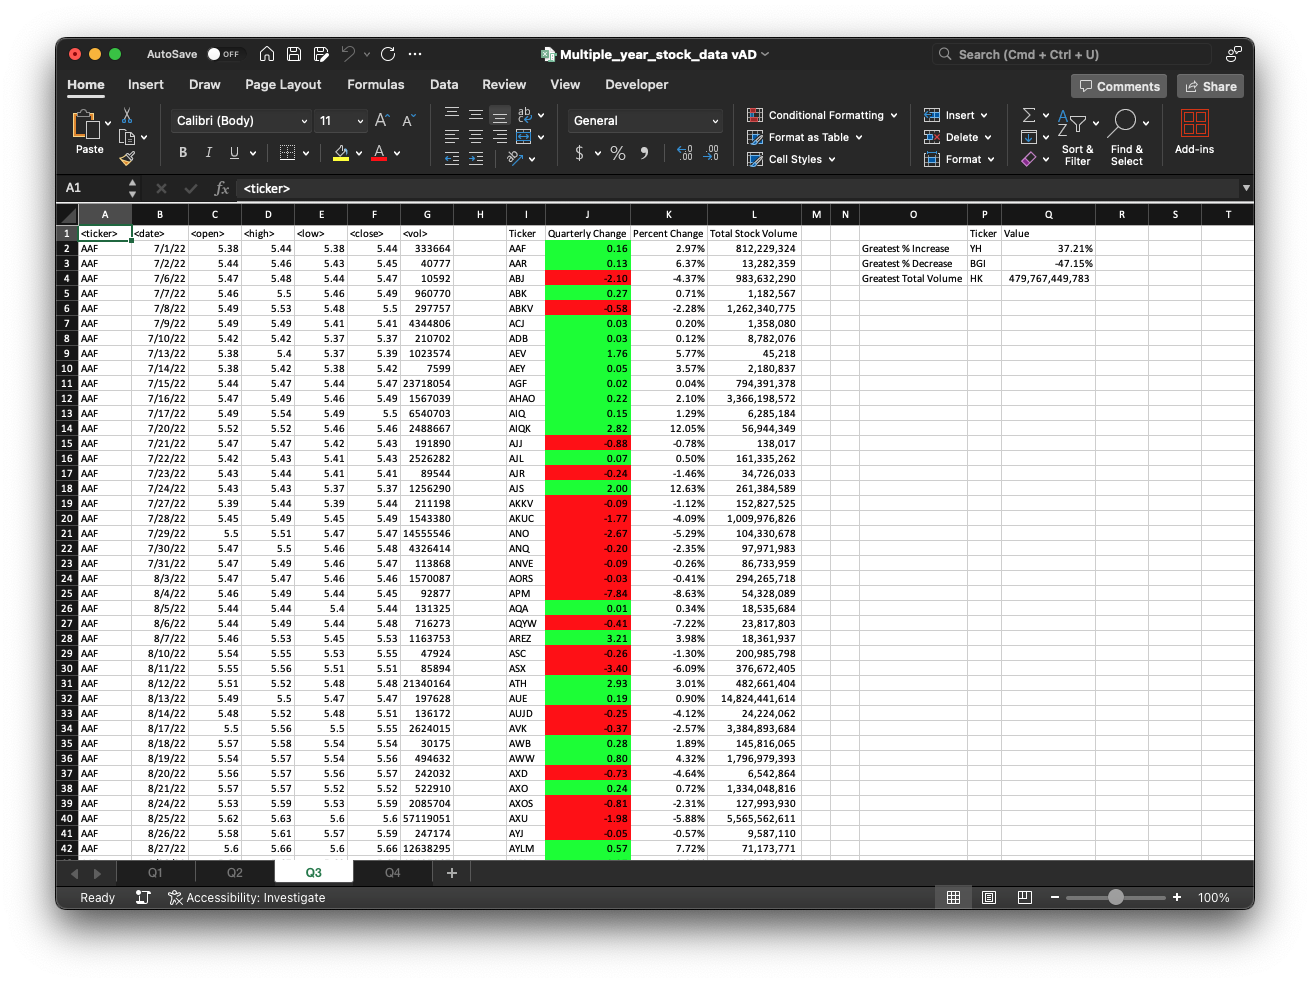 AutoSave OFF Multiple_year_stock_data vAD Search (Cmd + Ctrl + U)
Home Insert Draw Page Layout Formulas Data Review View Developer Comments Share
Paste Calibri (Body) 11 General Conditional Formatting Format as Table Cell Styles Insert Delete Format Sort & Filter Find & Select Add-ins
A1 fx <ticker>
A B C D E F G H I J K L M N O P Q R S T
1 <ticker> <date> <open> <high> <low> <close> <vol> Ticker Quarterly Change Percent Change Total Stock Volume Ticker Value
2 AAF 7/1/22 5.38 5.44 5.38 5.44 333664 AAF 0.16 2.97% 812,229,324 Greatest % Increase YH 37.21%
3 AAF 7/2/22 5.44 5.46 5.43 5.45 40777 AAR 0.13 6.37% 13,282,359 Greatest % Decrease BGI -47.15%
4 AAF 7/6/22 5.47 5.48 5.44 5.47 10592 ABJ -2.10 -4.37% 983,632,290 Greatest Total Volume HK 479,767,449,783
5 AAF 7/7/22 5.46 5.5 5.46 5.49 960770 ABK 0.27 0.71% 1,182,567
6 AAF 7/8/22 5.49 5.53 5.48 5.5 297757 ABKV -0.58 -2.28% 1,262,340,775
7 AAF 7/9/22 5.49 5.49 5.41 5.41 4344806 ACJ 0.03 0.20% 1,358,080
8 AAF 7/10/22 5.42 5.42 5.37 5.37 210702 ADB 0.03 0.12% 8,782,076
9 AAF 7/13/22 5.38 5.4 5.37 5.39 1023574 AEV 1.76 5.77% 45,218
10 AAF 7/14/22 5.38 5.42 5.38 5.42 7599 AEY 0.05 3.57% 2,180,837
11 AAF 7/15/22 5.44 5.47 5.44 5.47 23718054 AGF 0.02 0.04% 794,391,378
12 AAF 7/16/22 5.47 5.49 5.46 5.49 1567039 AHAO 0.22 2.10% 3,366,198,572
13 AAF 7/17/22 5.49 5.54 5.49 5.5 6540703 AIQ 0.15 1.29% 6,285,184
14 AAF 7/20/22 5.52 5.52 5.46 5.46 2488667 AIQK 2.82 12.05% 56,944,349
15 AAF 7/21/22 5.47 5.47 5.42 5.43 191890 AJJ -0.88 -0.78% 138,017
16 AAF 7/22/22 5.42 5.43 5.41 5.43 2526282 AJL 0.07 0.50% 161,335,262
17 AAF 7/23/22 5.43 5.44 5.41 5.41 89544 AJR -0.24 -1.46% 34,726,033
18 AAF 7/24/22 5.43 5.43 5.37 5.37 1256290 AJS 2.00 12.63% 261,384,589
19 AAF 7/27/22 5.39 5.44 5.39 5.44 211198 AKKV -0.09 -1.12% 152,827,525
20 AAF 7/28/22 5.45 5.49 5.45 5.49 1543380 AKUC -1.77 -4.09% 1,009,976,826
21 AAF 7/29/22 5.5 5.51 5.47 5.47 14555546 ANO -2.67 -5.29% 104,330,678
22 AAF 7/30/22 5.47 5.5 5.46 5.48 4326414 ANQ -0.20 -2.35% 97,971,983
23 AAF 7/31/22 5.47 5.49 5.46 5.47 113868 ANVE -0.09 -0.26% 86,733,959
24 AAF 8/3/22 5.47 5.47 5.46 5.46 1570087 AORS -0.03 -0.41% 294,265,718
25 AAF 8/4/22 5.46 5.49 5.44 5.45 92877 APM -7.84 -8.63% 54,328,089
26 AAF 8/5/22 5.44 5.44 5.4 5.44 131325 AQA 0.01 0.34% 18,535,684
27 AAF 8/6/22 5.44 5.49 5.44 5.48 716273 AQYW -0.41 -7.22% 23,817,803
28 AAF 8/7/22 5.46 5.53 5.45 5.53 1163753 AREZ 3.21 3.98% 18,361,937
29 AAF 8/10/22 5.54 5.55 5.53 5.55 47924 ASC -0.26 -1.30% 200,985,798
30 AAF 8/11/22 5.55 5.56 5.51 5.51 85894 ASX -3.40 -6.09% 376,672,405
31 AAF 8/12/22 5.51 5.52 5.48 5.48 21340164 ATH 2.93 3.01% 482,661,404
32 AAF 8/13/22 5.49 5.5 5.47 5.47 197628 AUE 0.19 0.90% 14,824,441,614
33 AAF 8/14/22 5.48 5.52 5.48 5.51 136172 AUJD -0.25 -4.12% 24,224,062
34 AAF 8/17/22 5.5 5.56 5.5 5.55 2624015 AVK -0.37 -2.57% 3,384,893,684
35 AAF 8/18/22 5.57 5.58 5.54 5.54 30175 AWB 0.28 1.89% 145,816,065
36 AAF 8/19/22 5.54 5.57 5.54 5.56 494632 AWW 0.80 4.32% 1,796,979,393
37 AAF 8/20/22 5.56 5.57 5.56 5.57 242032 AXD -0.73 -4.64% 6,542,864
38 AAF 8/21/22 5.57 5.57 5.52 5.52 522910 AXO 0.24 0.72% 1,334,048,816
39 AAF 8/24/22 5.53 5.59 5.53 5.59 2085704 AXOS -0.81 -2.31% 127,993,930
40 AAF 8/25/22 5.62 5.63 5.6 5.6 57119051 AXU -1.98 -5.88% 5,565,562,611
41 AAF 8/26/22 5.58 5.61 5.57 5.59 247174 AYJ -0.05 -0.57% 9,587,110
42 AAF 8/27/22 5.6 5.66 5.6 5.66 12638295 AYLM 0.57 7.72% 71,173,771
Q1 Q2 Q3 Q4 +
Ready Accessibility: Investigate 100%